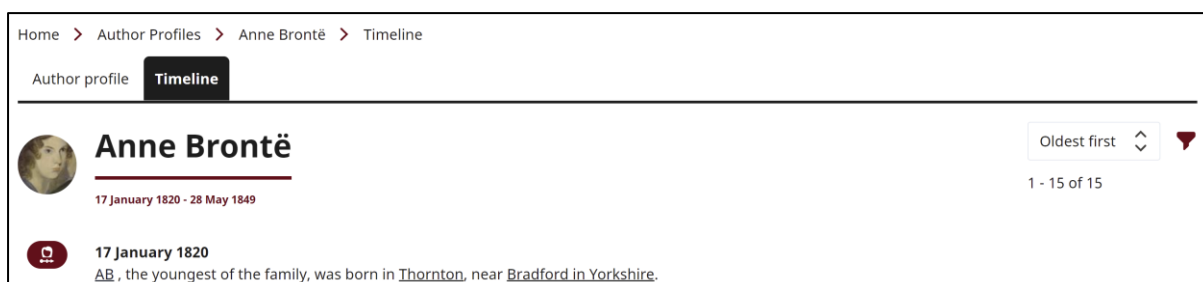 Home > Author Profiles > Anne Brontë > Timeline
Author profile Timeline
Anne Brontë
Oldest first
1 - 15 of 15
17 January 1820 - 28 May 1849
17 January 1820
AB , the youngest of the family, was born in Thornton, near Bradford in Yorkshire.